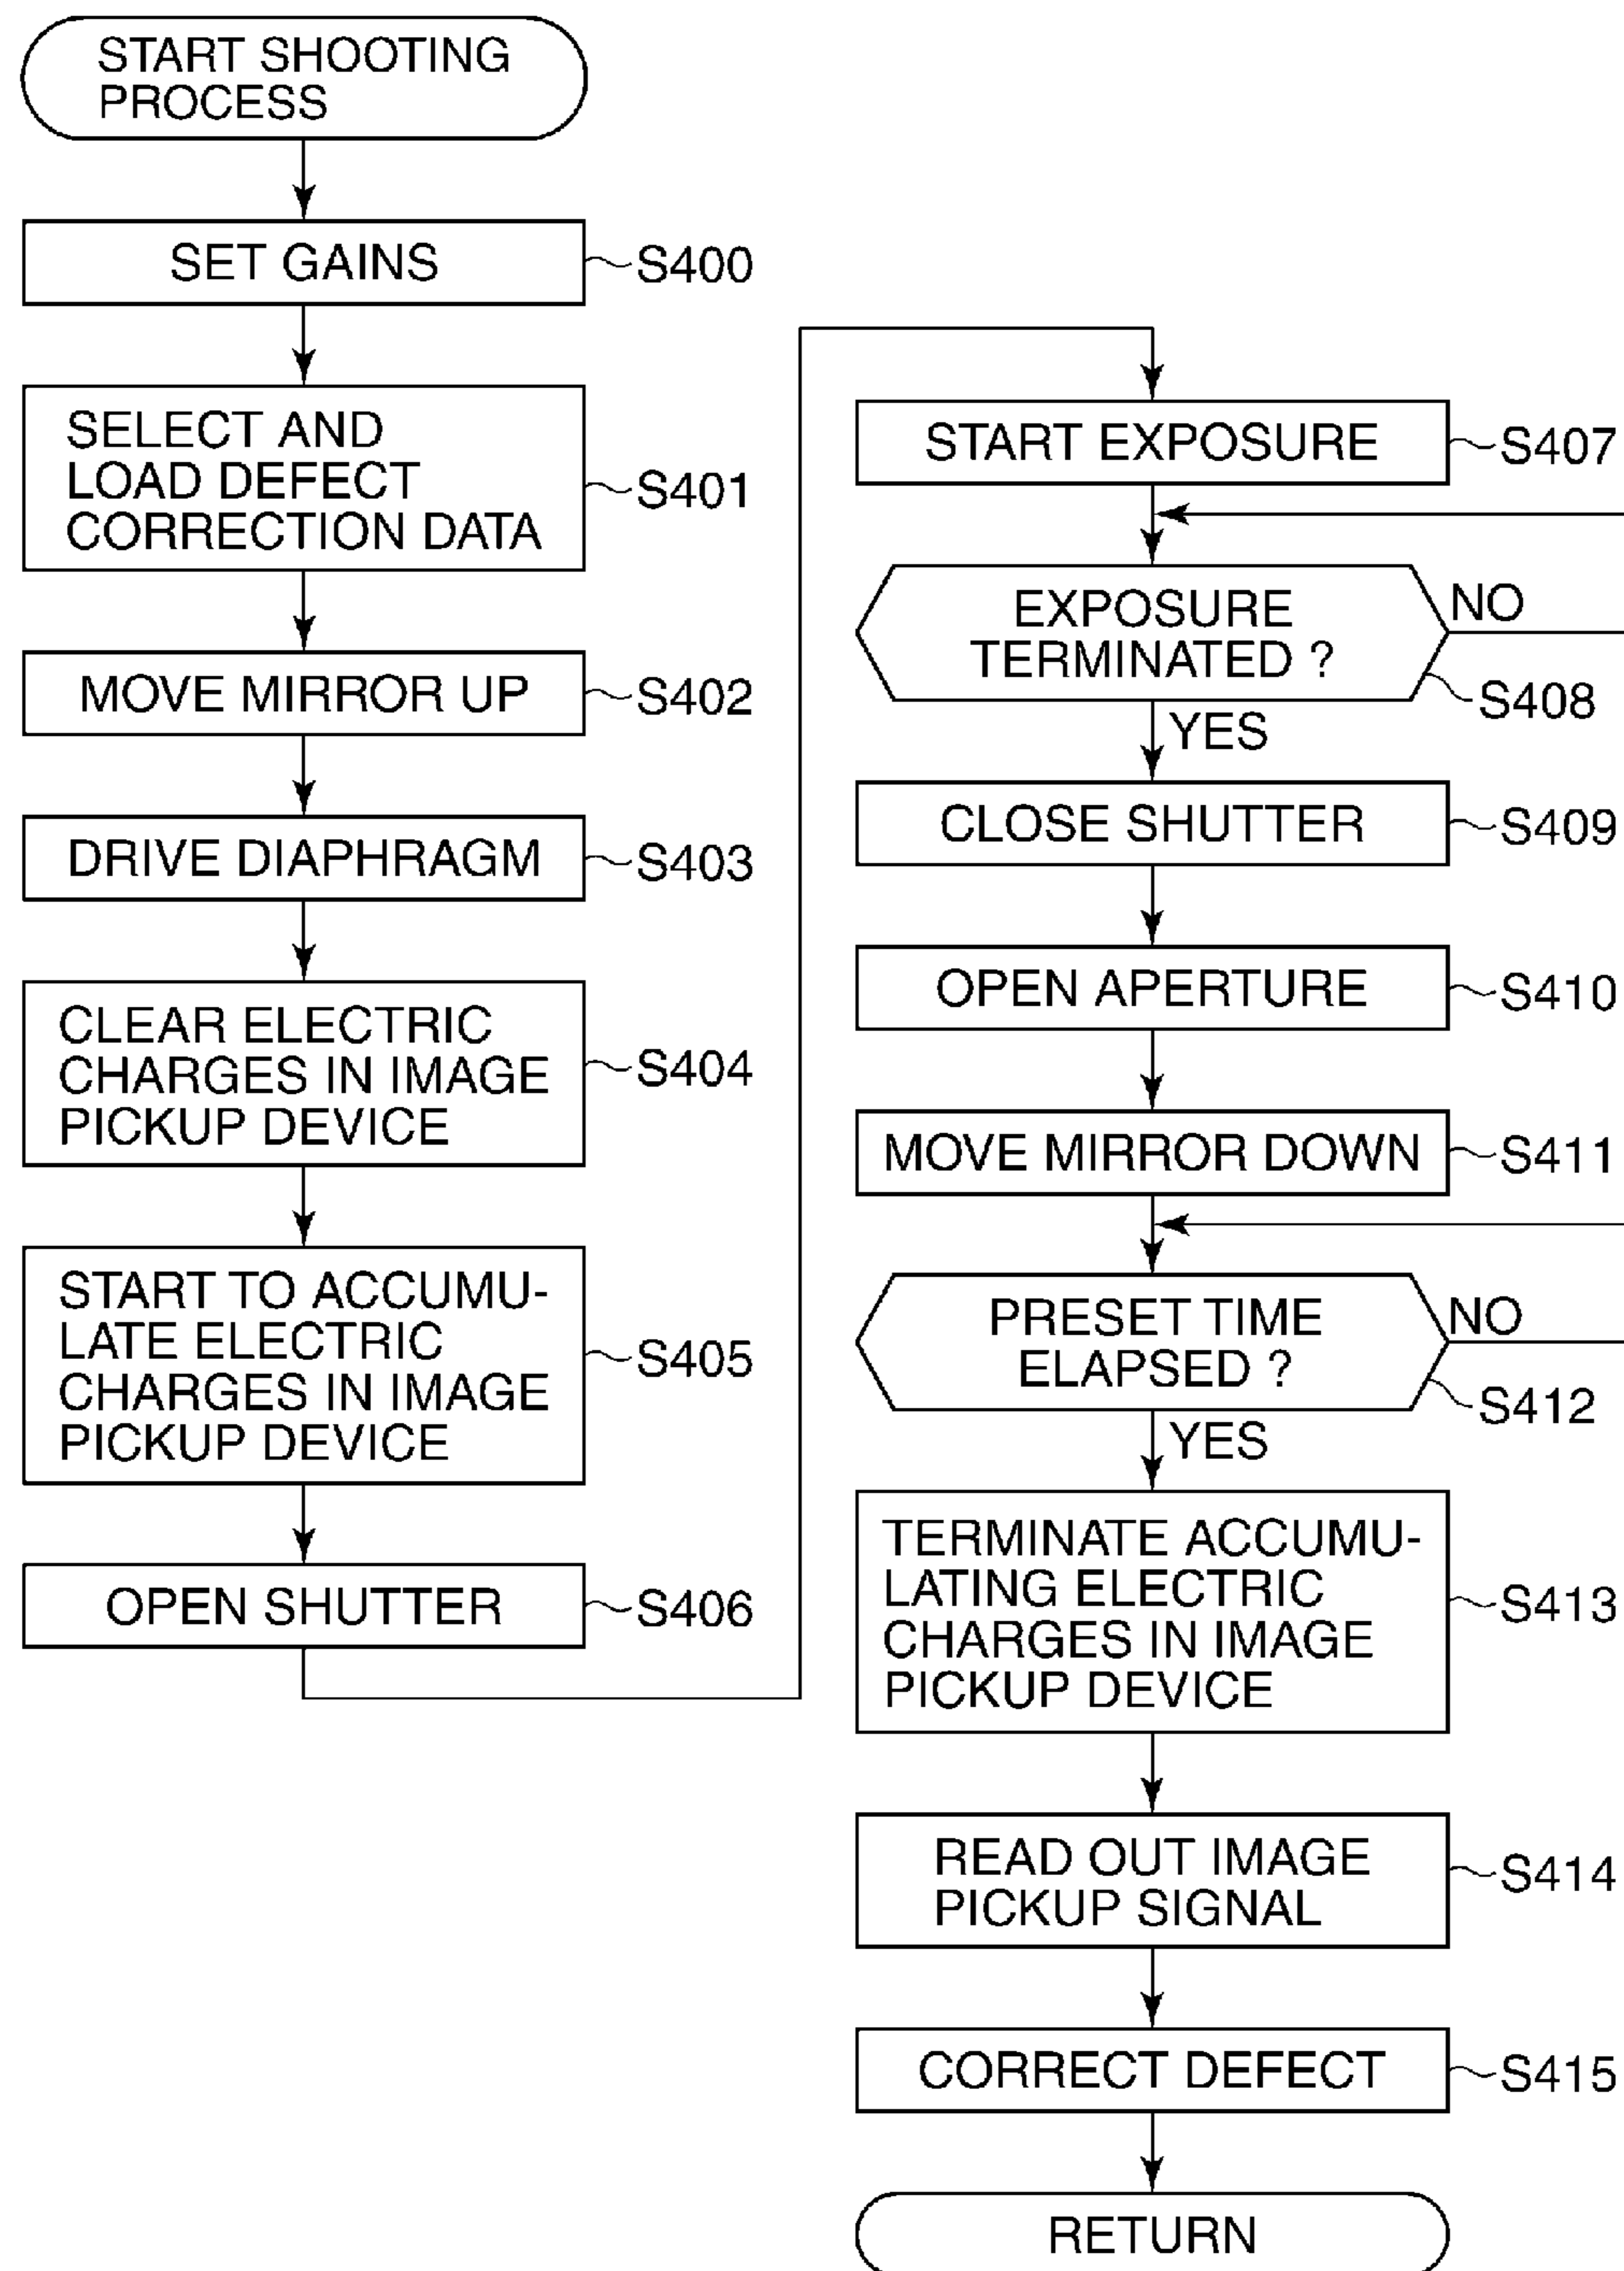 START SHOOTING
PROCESS
SET GAINS
S400
SELECT AND
LOAD DEFECT
CORRECTION DATA
S401
MOVE MIRROR UP
S402
DRIVE DIAPHRAGM
S403
CLEAR ELECTRIC
CHARGES IN IMAGE
PICKUP DEVICE
S404
START TO ACCUMU-
LATE ELECTRIC
CHARGES IN IMAGE
PICKUP DEVICE
S405
OPEN SHUTTER
S406
START EXPOSURE
S407
EXPOSURE
TERMINATED ?
NO
S408
YES
CLOSE SHUTTER
S409
OPEN APERTURE
S410
MOVE MIRROR DOWN
S411
PRESET TIME
ELAPSED ?
NO
S412
YES
TERMINATE ACCUMU-
LATING ELECTRIC
CHARGES IN IMAGE
PICKUP DEVICE
S413
READ OUT IMAGE
PICKUP SIGNAL
S414
CORRECT DEFECT
S415
RETURN